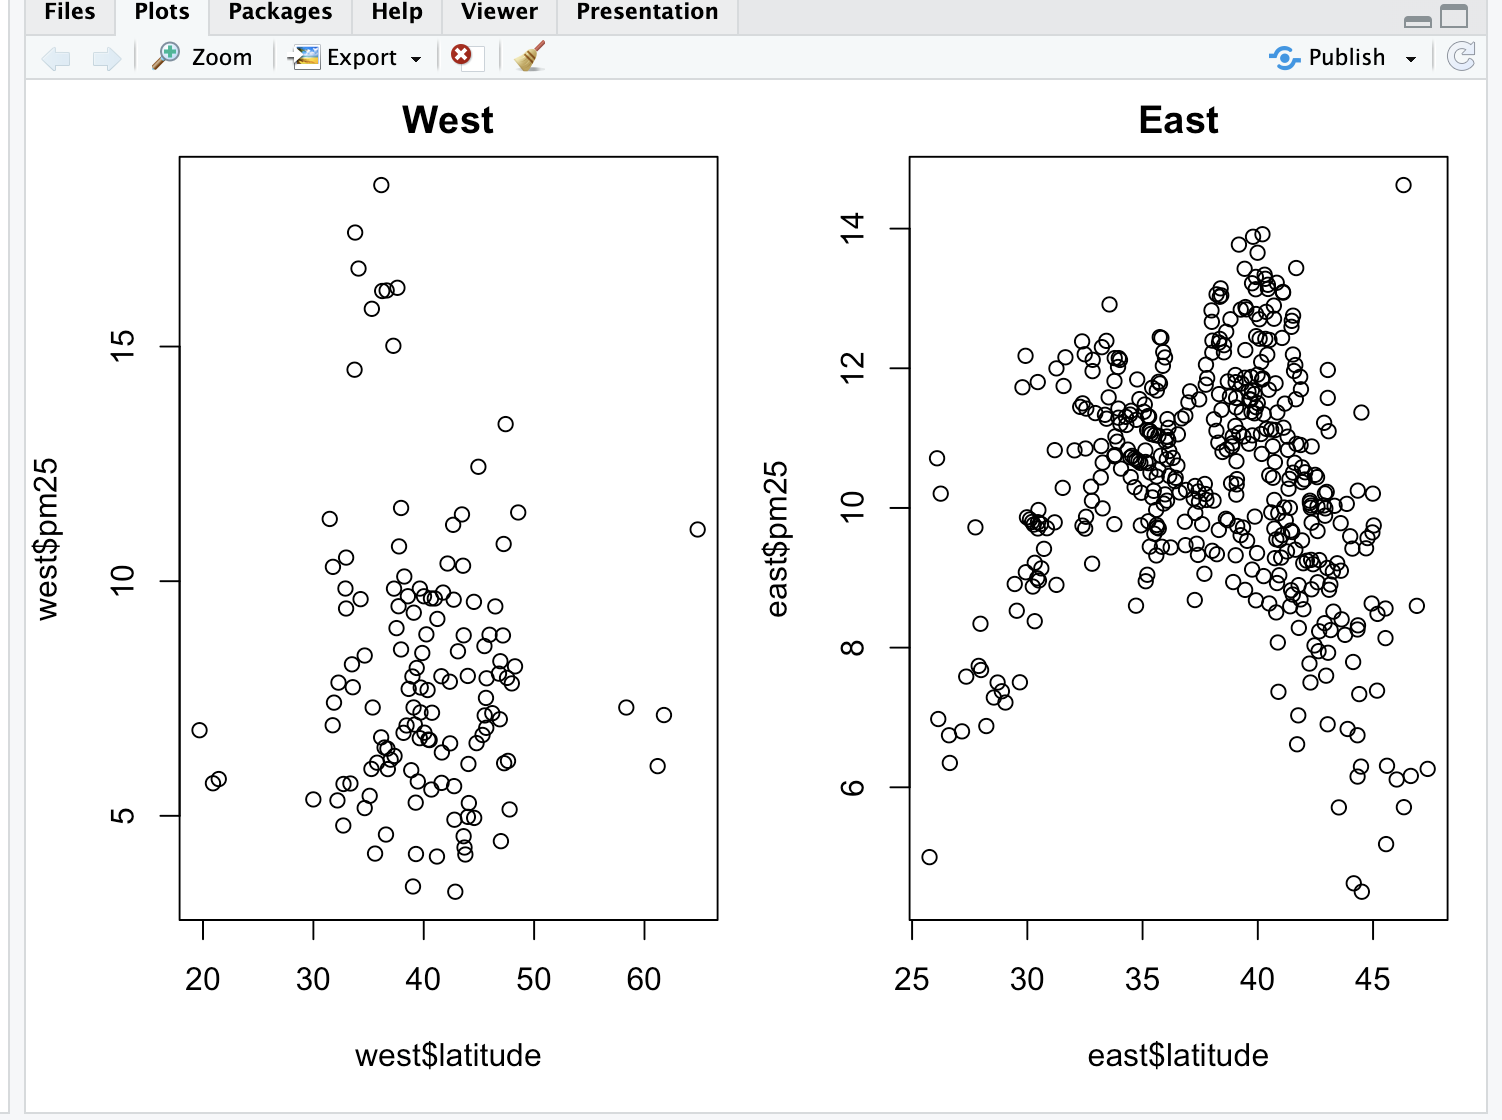 Files Plots Packages Help Viewer Presentation
Zoom Export Publish
West
west$pm25
15
10
5
20 30 40 50 60
west$latitude
East
east$pm25
14
12
10
8
6
25 30 35 40 45
east$latitude